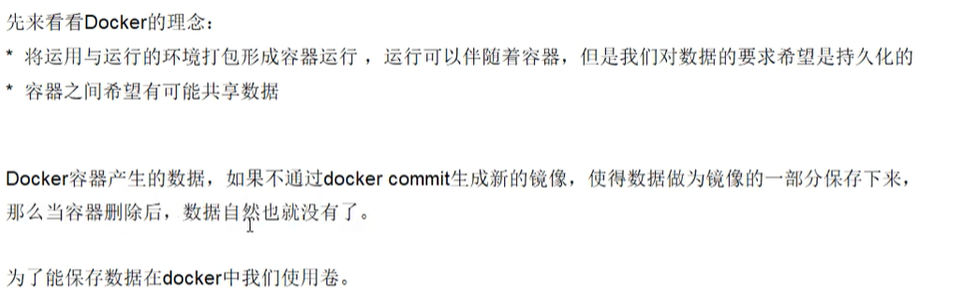 先来看看Docker的理念：
* 将运用与运行的环境打包形成容器运行 ，运行可以伴随着容器，但是我们对数据的要求希望是持久化的
* 容器之间希望有可能共享数据
Docker容器产生的数据，如果不通过docker commit生成新的镜像，使得数据做为镜像的一部分保存下来，
那么当容器删除后，数据自然也就没有了。
为了能保存数据在docker中我们使用卷。